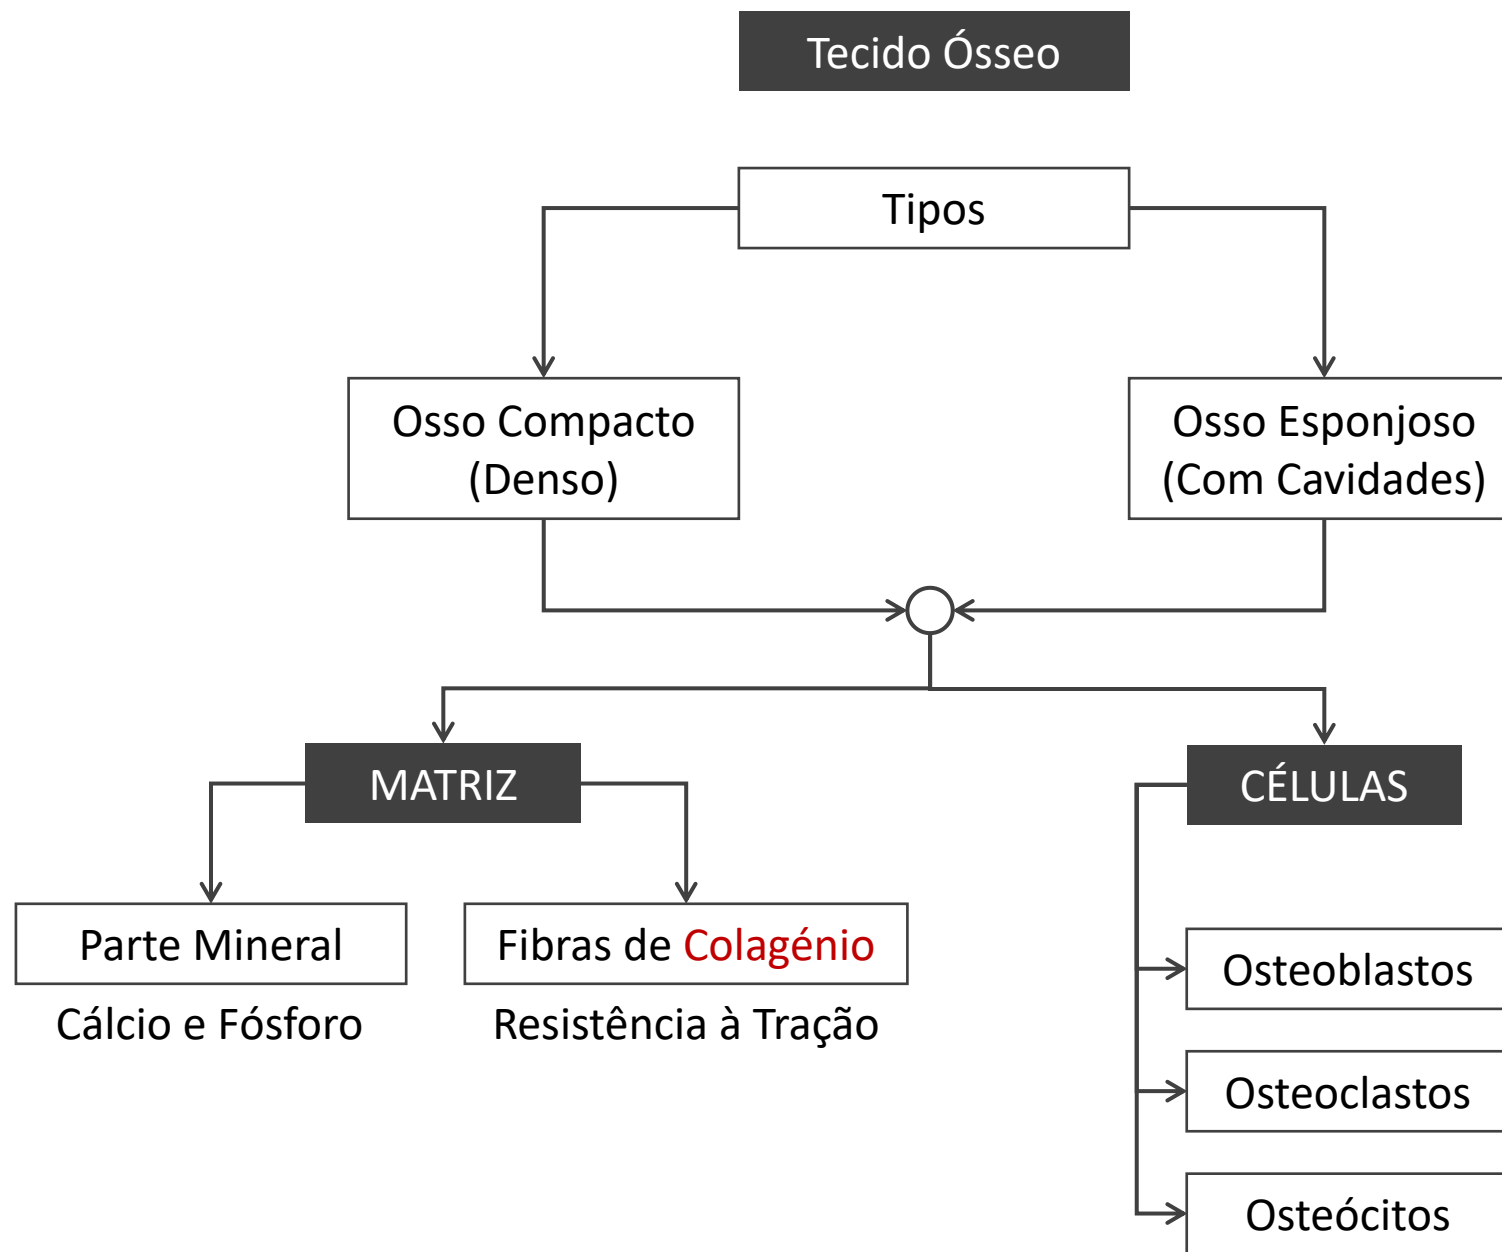 Tecido Ósseo
Tipos
Osso Compacto
(Denso)
Osso Esponjoso
(Com Cavidades)
MATRIZ
CÉLULAS
Parte Mineral
Fibras de Colagénio
Cálcio e Fósforo
Resistência à Tração
Osteoblastos
Osteoclastos
Osteócitos